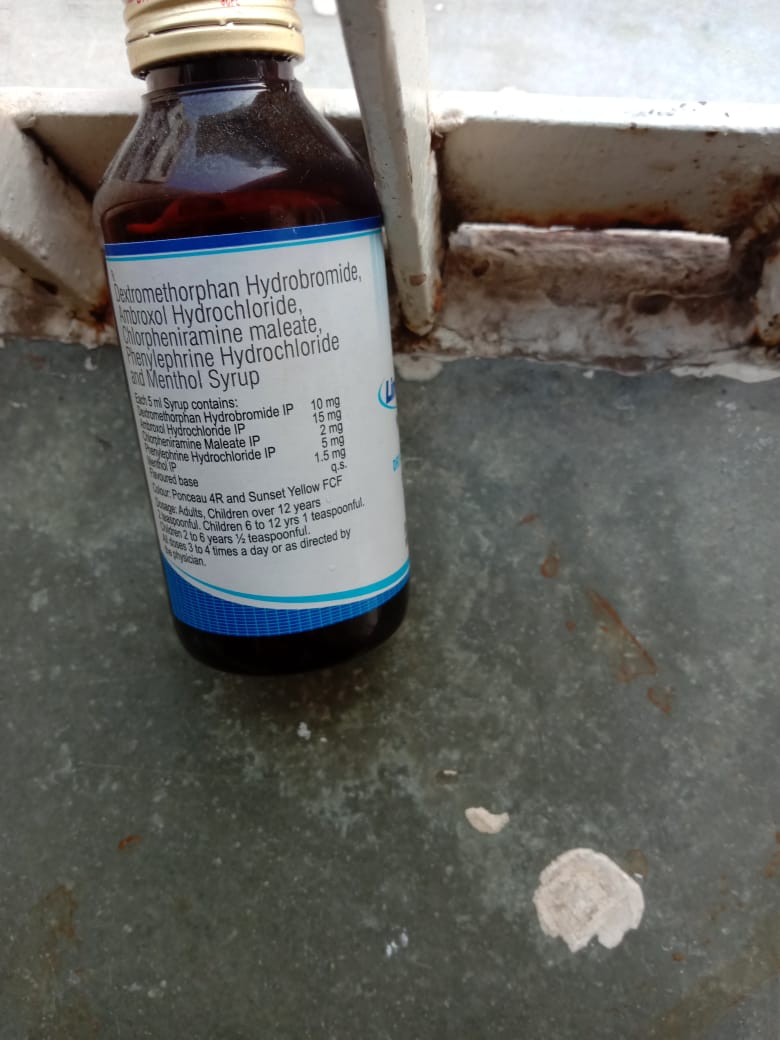 Dextromethorphan Hydrobromide,
Ambroxol Hydrochloride,
Chlorpheniramine maleate,
Phenylephrine Hydrochloride
and Menthol Syrup
Each 5 ml Syrup contains:
Dextromethorphan Hydrobromide IP 10 mg
Ambroxol Hydrochloride IP 15 mg
Chlorpheniramine Maleate IP 2 mg
Phenylephrine Hydrochloride IP 5 mg
Menthol IP 1.5 mg
Flavoured base q.s.
Colour: Ponceau 4R and Sunset Yellow FCF
Dosage: Adults, Children over 12 years
teaspoonful. Children 6 to 12 yrs 1 teaspoonful.
Children 2 to 6 years ½ teaspoonful.
All doses 3 to 4 times a day or as directed by
the physician.